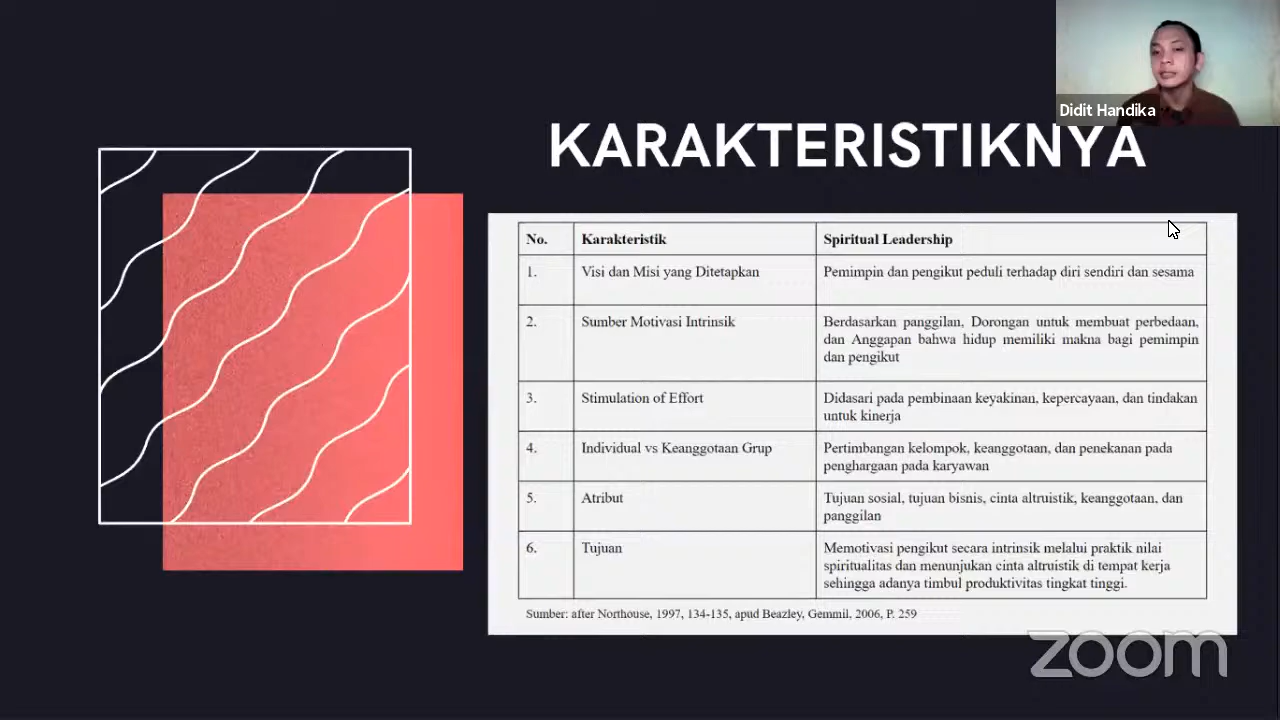 Didit Handika
KARAKTERISTIKNYA
No. Karakteristik Spiritual Leadership
1. Visi dan Misi yang Ditetapkan Pemimpin dan pengikut peduli terhadap diri sendiri dan sesama
2. Sumber Motivasi Intrinsik Berdasarkan panggilan, Dorongan untuk membuat perbedaan,
dan Anggapan bahwa hidup memiliki makna bagi pemimpin
dan pengikut
3. Stimulation of Effort Didasari pada pembinaan keyakinan, kepercayaan, dan tindakan
untuk kinerja
4. Individual vs Keanggotaan Grup Pertimbangan kelompok, keanggotaan, dan penekanan pada
penghargaan pada karyawan
5. Atribut Tujuan sosial, tujuan bisnis, cinta altruistik, keanggotaan, dan
panggilan
6. Tujuan Memotivasi pengikut secara intrinsik melalui praktik nilai
spiritualitas dan menunjukan cinta altruistik di tempat kerja
sehingga adanya timbul produktivitas tingkat tinggi.
Sumber: after Northouse, 1997, 134-135, apud Beazley, Gemmil, 2006, P. 259
zoom